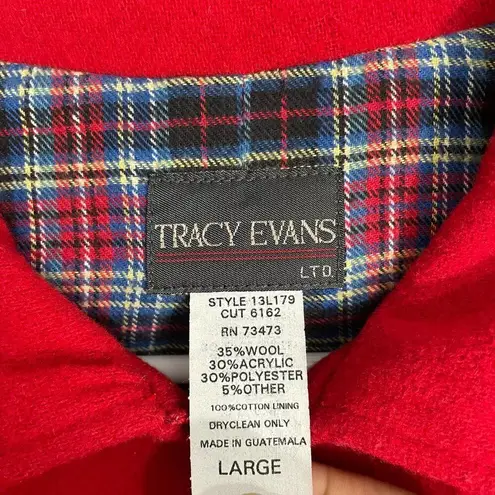 TRACY EVANS
LTD
STYLE 13L179
CUT 6162
RN 73473
35%WOOL
30%ACRYLIC
30%POLYESTER
5%OTHER
100%COTTON LINING
DRYCLEAN ONLY
MADE IN GUATEMALA
LARGE